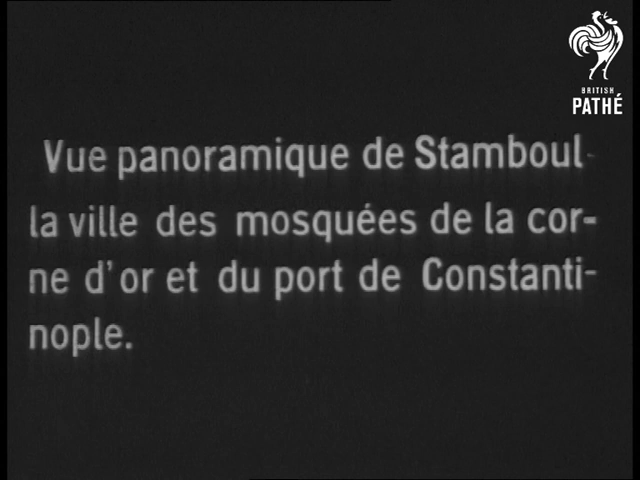 BRITISH
PATHÉ
Vue panoramique de Stamboul
la ville des mosquées de la cor-
ne d'or et du port de Constanti-
nople.